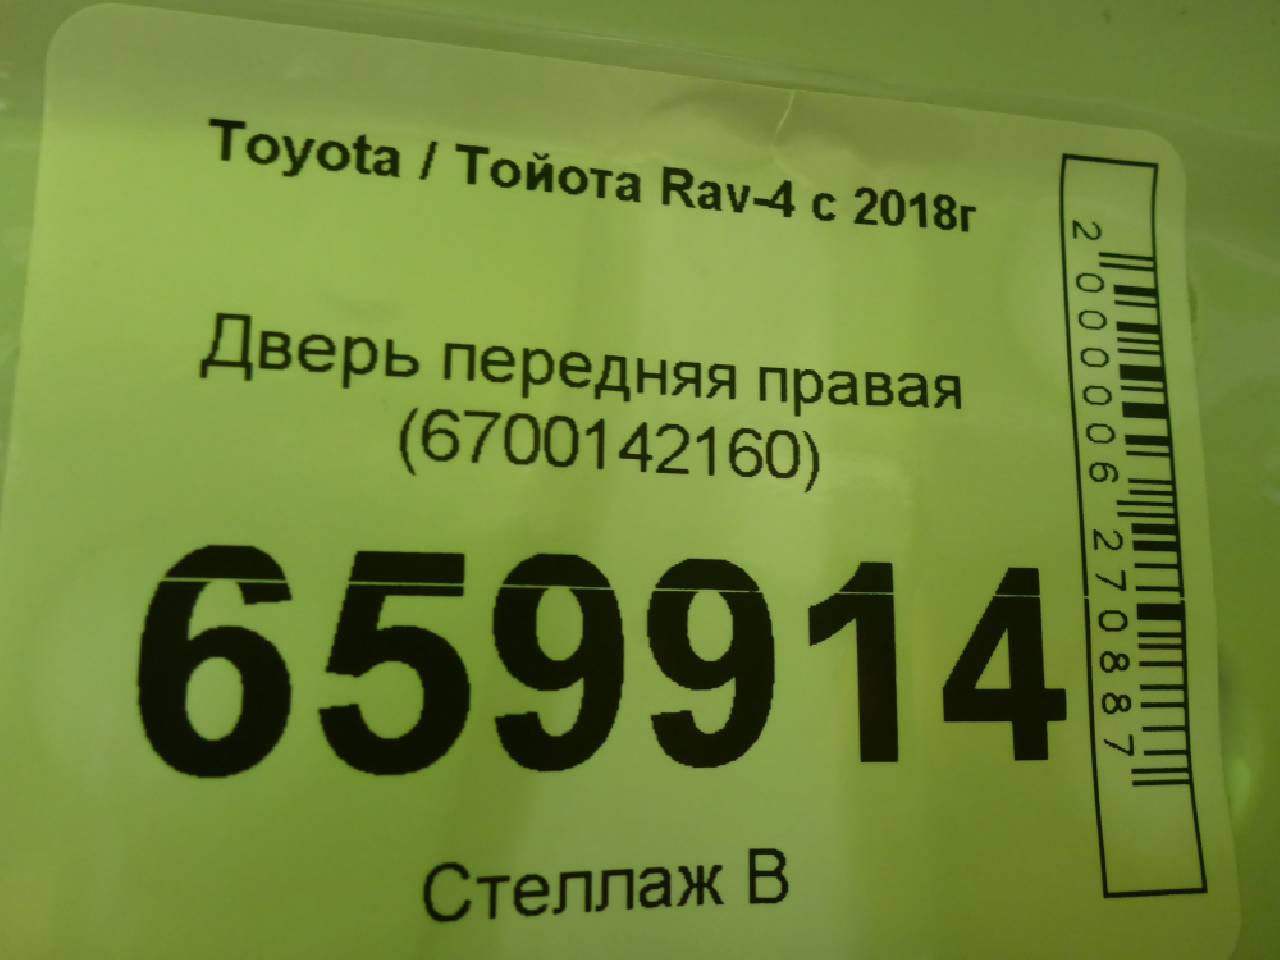 Toyota / Тойота Rav-4 с 2018г
Дверь передняя правая
(6700142160)
659914
Стеллаж В
2000006270887